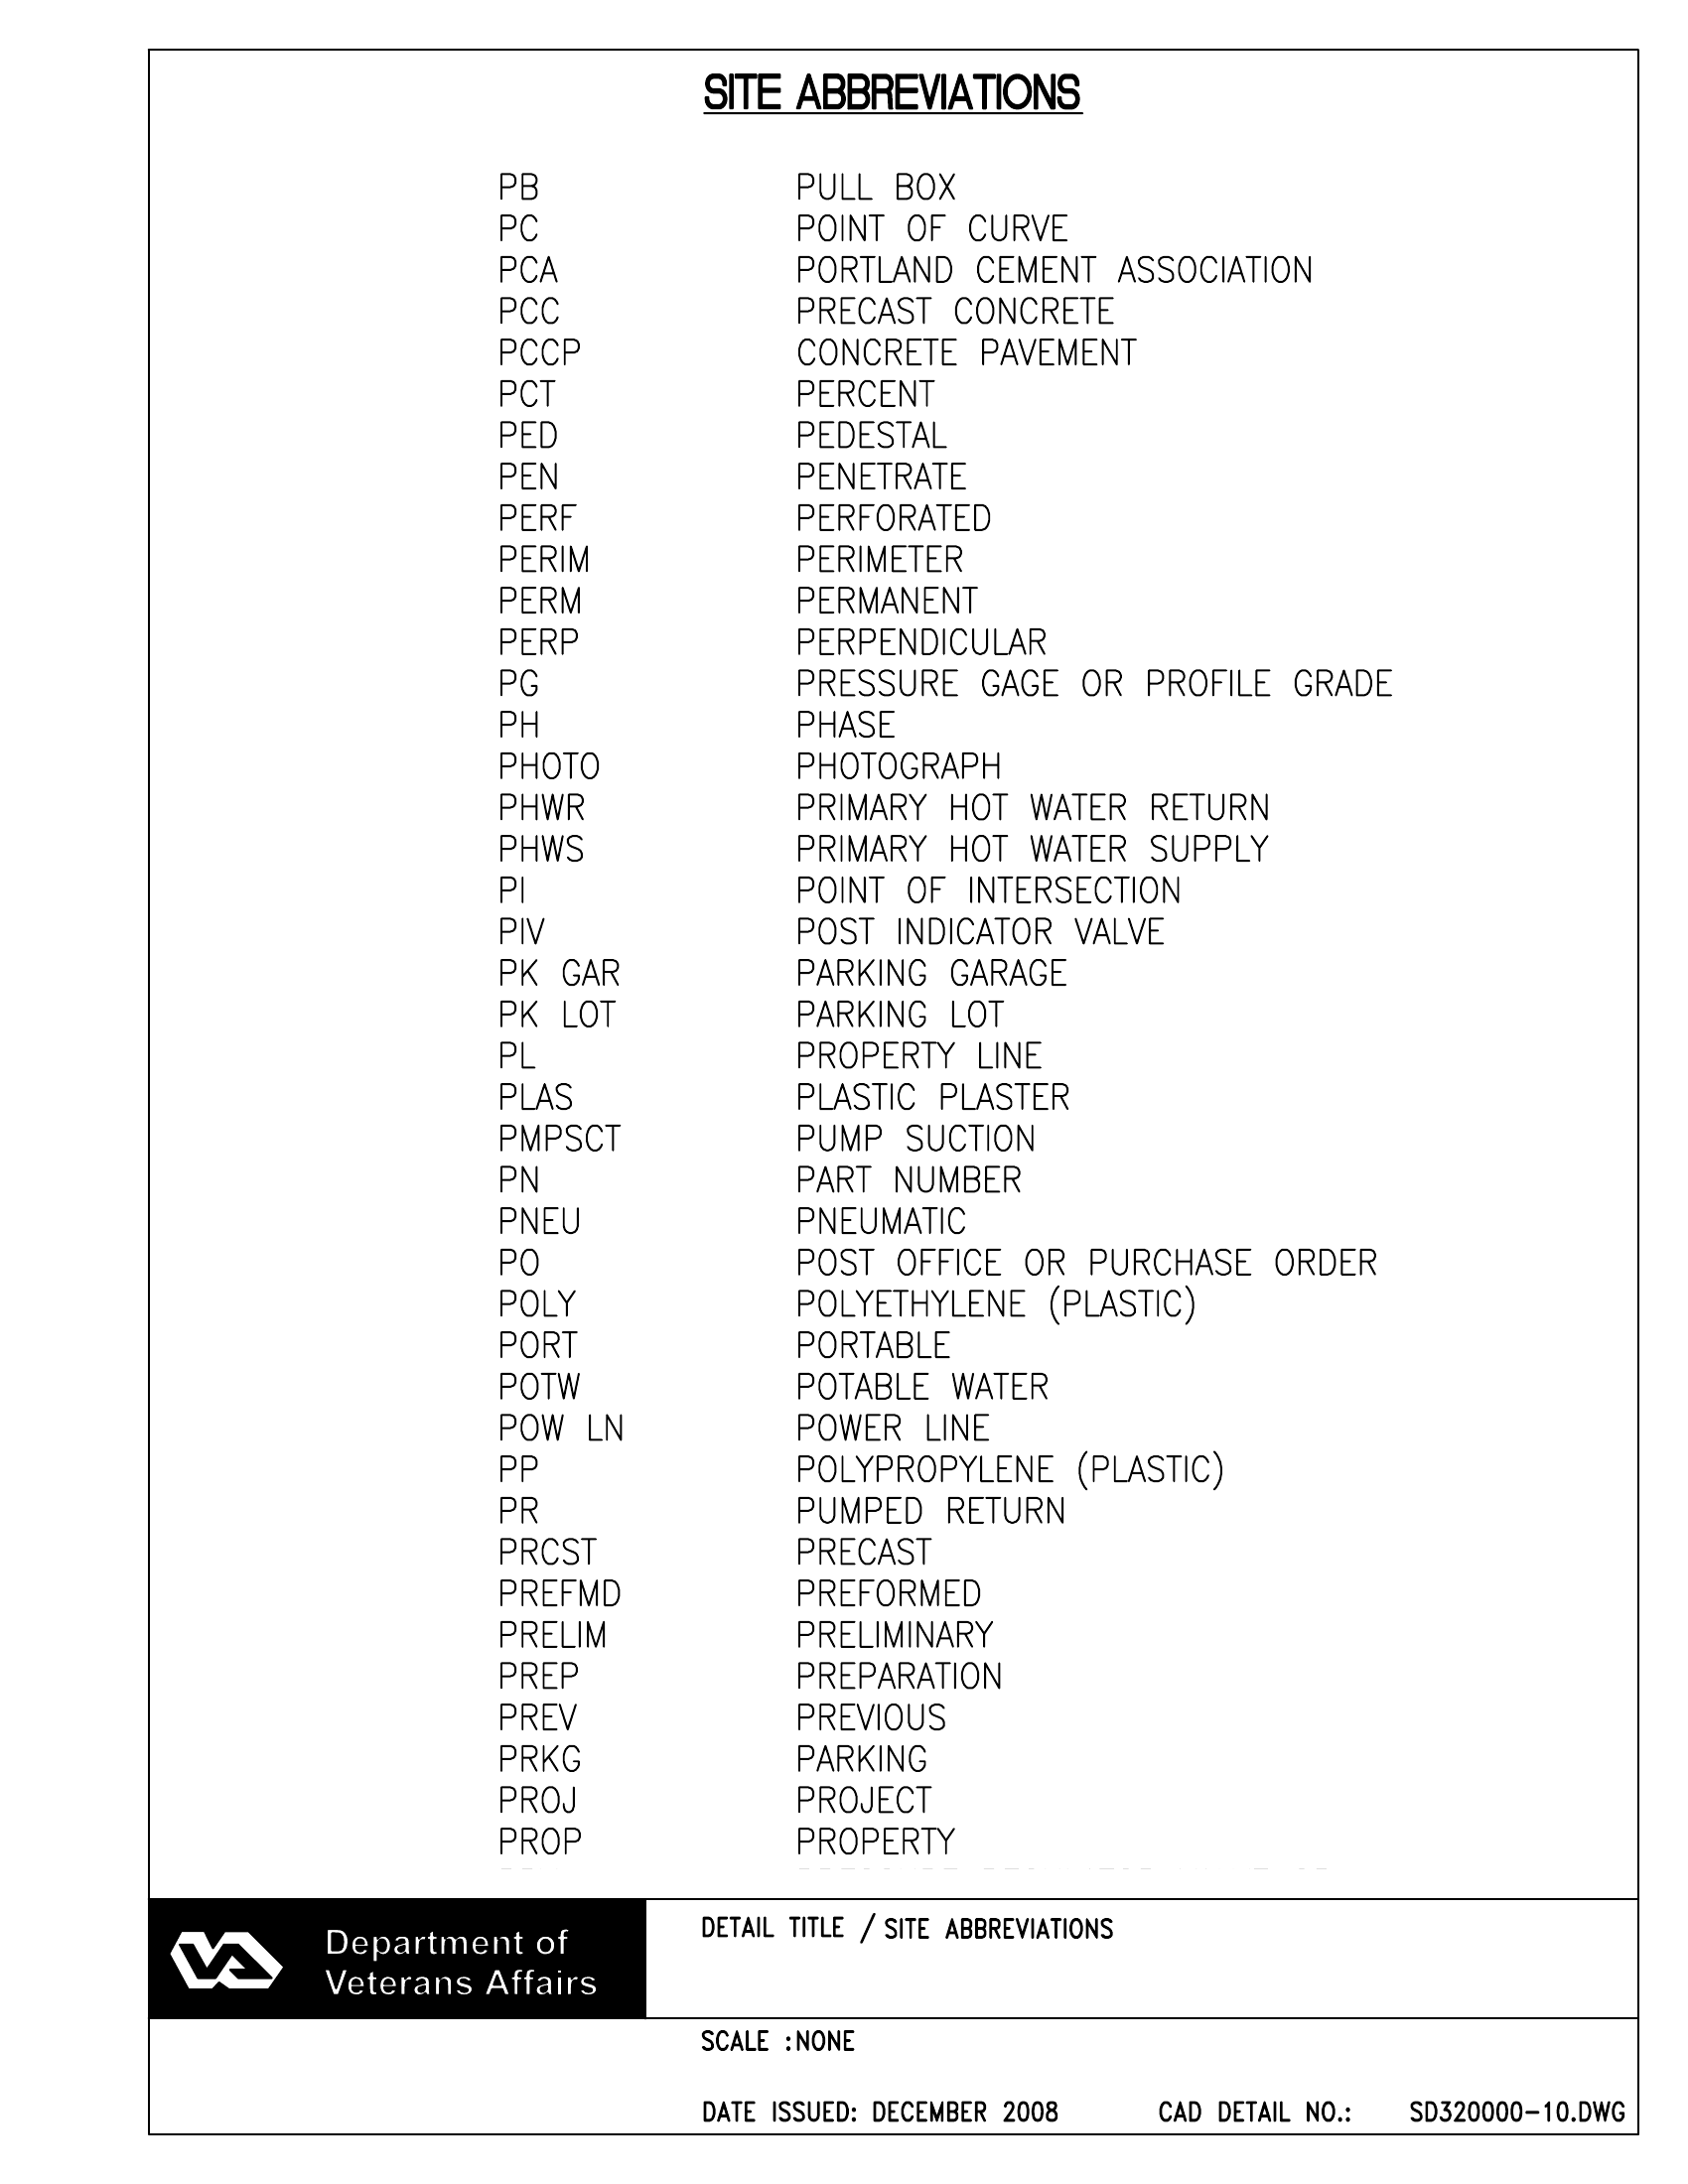 SITE ABBREVIATIONS
PB PULL BOX
PC POINT OF CURVE
PCA PORTLAND CEMENT ASSOCIATION
PCC PRECAST CONCRETE
PCCP CONCRETE PAVEMENT
PCT PERCENT
PED PEDESTAL
PEN PENETRATE
PERF PERFORATED
PERIM PERIMETER
PERM PERMANENT
PERP PERPENDICULAR
PG PRESSURE GAGE OR PROFILE GRADE
PH PHASE
PHOTO PHOTOGRAPH
PHWR PRIMARY HOT WATER RETURN
PHWS PRIMARY HOT WATER SUPPLY
PI POINT OF INTERSECTION
PIV POST INDICATOR VALVE
PK GAR PARKING GARAGE
PK LOT PARKING LOT
PL PROPERTY LINE
PLAS PLASTIC PLASTER
PMPSCT PUMP SUCTION
PN PART NUMBER
PNEU PNEUMATIC
PO POST OFFICE OR PURCHASE ORDER
POLY POLYETHYLENE (PLASTIC)
PORT PORTABLE
POTW POTABLE WATER
POW LN POWER LINE
PP POLYPROPYLENE (PLASTIC)
PR PUMPED RETURN
PRCST PRECAST
PREFMD PREFORMED
PRELIM PRELIMINARY
PREP PREPARATION
PREV PREVIOUS
PRKG PARKING
PROJ PROJECT
PROP PROPERTY
Department of
Veterans Affairs
DETAIL TITLE / SITE ABBREVIATIONS
SCALE :NONE
DATE ISSUED: DECEMBER 2008 CAD DETAIL NO.: SD320000-10.DWG